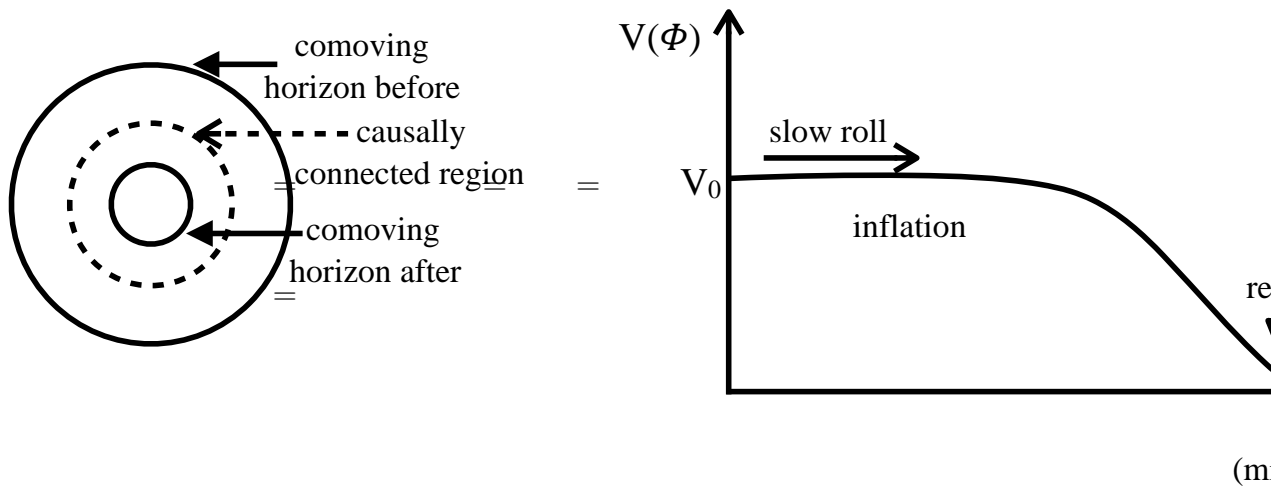 comoving
horizon before
causally
=connected region = =
comoving
horizon after
=
V(Φ)
slow roll
V₀
inflation